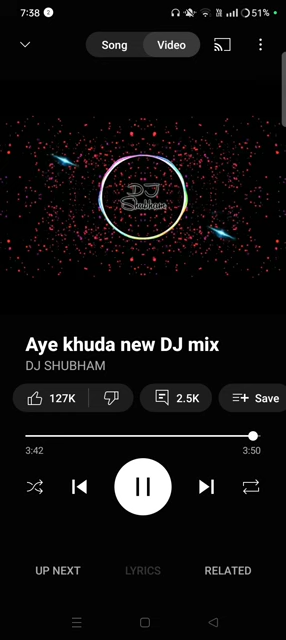 7:38 2 51%
Song Video
DJ
Shubham
Aye khuda new DJ mix
DJ SHUBHAM
127K 2.5K Save
3:42 3:50
UP NEXT LYRICS RELATED